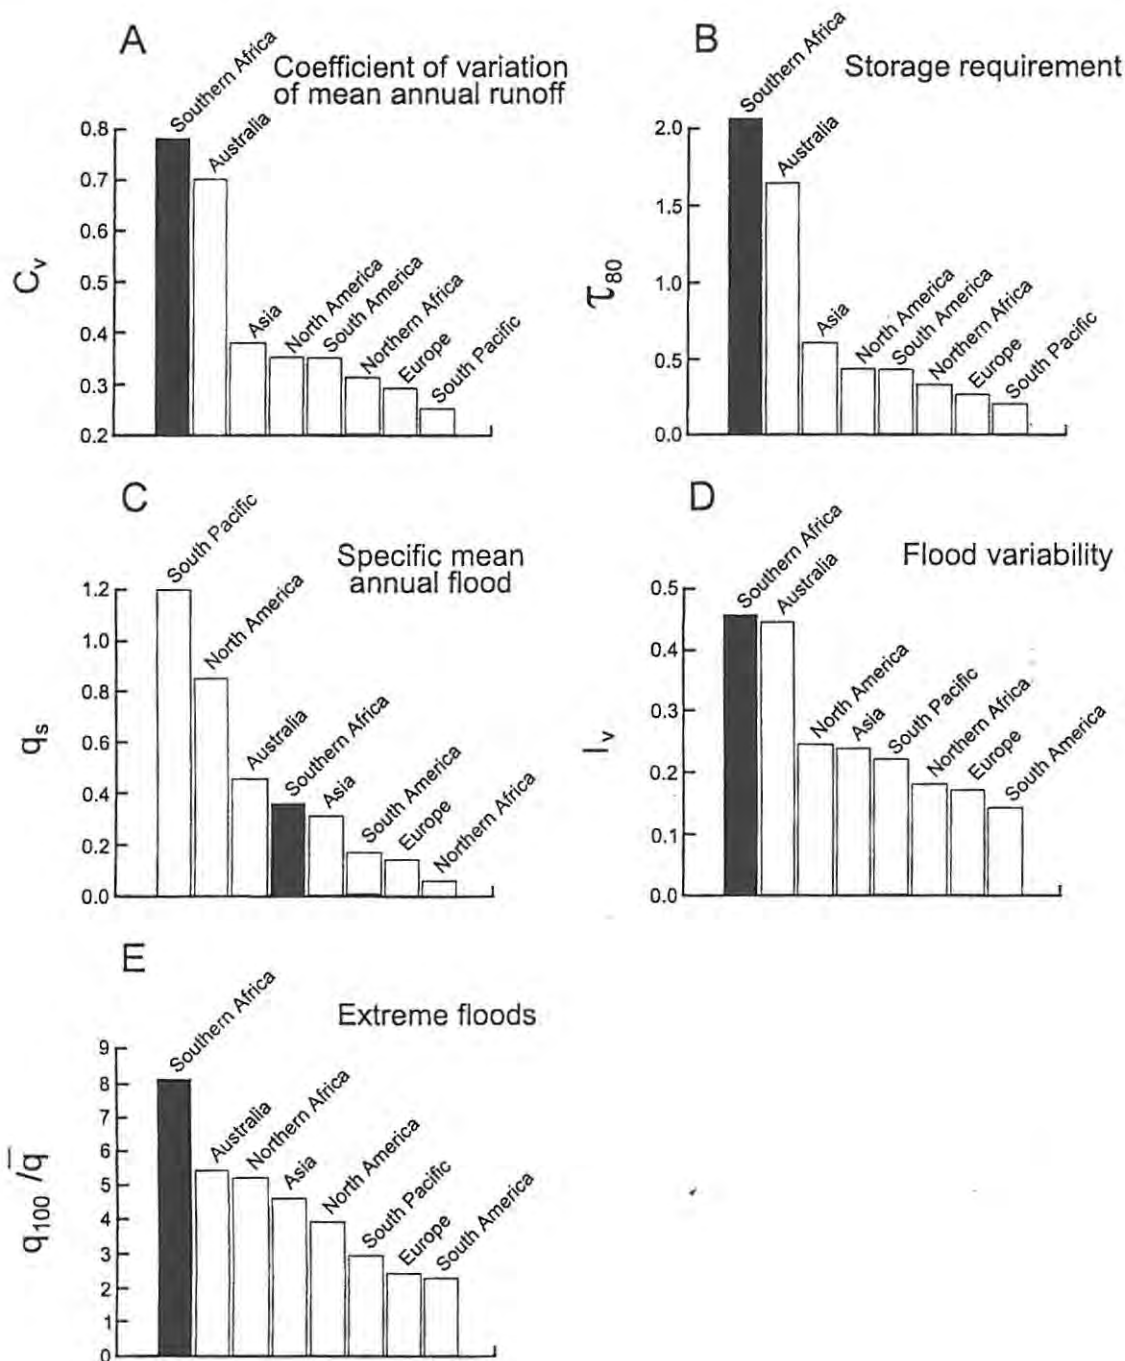 A
Coefficient of variation
of mean annual runoff
Southern Africa
Australia
Asia
North America
South America
Northern Africa
Europe
South Pacific
0.8
0.7
0.6
0.5
0.4
0.3
0.2
Cv
B
Storage requirement
Southern Africa
Australia
Asia
North America
South America
Northern Africa
Europe
South Pacific
2.0
1.5
1.0
0.5
0.0
τ80
C
Specific mean
annual flood
South Pacific
North America
Australia
Southern Africa
Asia
South America
Europe
Northern Africa
1.2
1.0
0.8
0.6
0.4
0.2
0.0
qs
D
Flood variability
Southern Africa
Australia
North America
Asia
South Pacific
Northern Africa
Europe
South America
0.5
0.4
0.3
0.2
0.1
0.0
Iv
E
Extreme floods
Southern Africa
Australia
Northern Africa
Asia
North America
South Pacific
Europe
South America
9
8
7
6
5
4
3
2
1
0
q100 /q̅